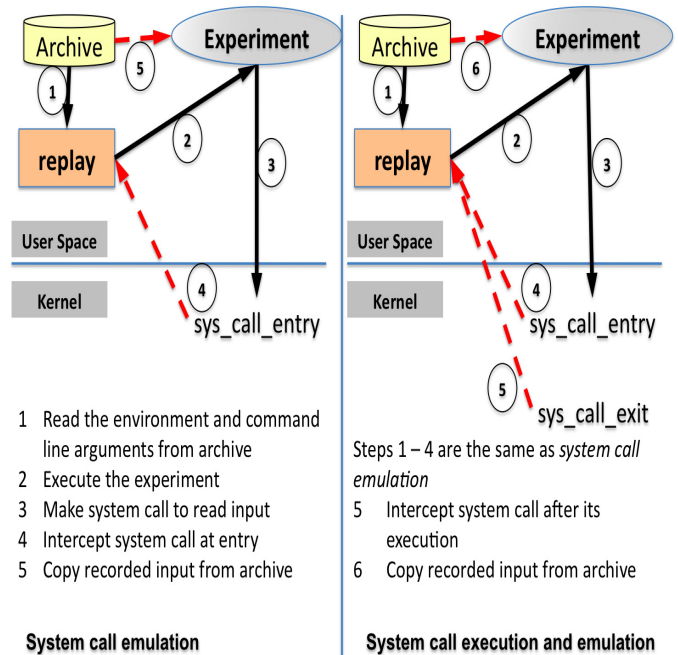 Archive
Experiment
5
1
replay
2
3
User Space
4
Kernel
sys_call_entry
1 Read the environment and command
line arguments from archive
2 Execute the experiment
3 Make system call to read input
4 Intercept system call at entry
5 Copy recorded input from archive
System call emulation
Archive
Experiment
6
1
replay
2
3
User Space
4
Kernel
sys_call_entry
5
sys_call_exit
Steps 1 – 4 are the same as system call
emulation
5 Intercept system call after its
execution
6 Copy recorded input from archive
System call execution and emulation